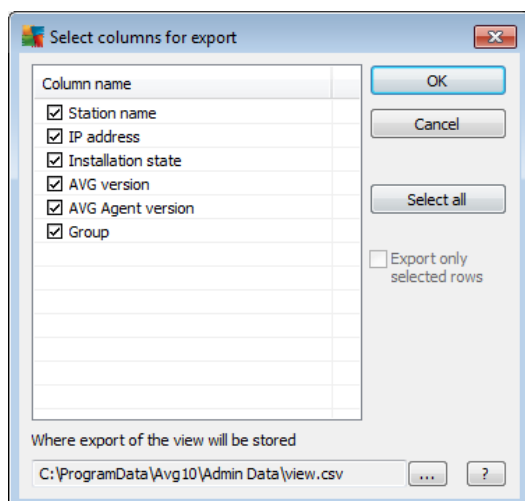 Select columns for export
Column name
Station name
IP address
Installation state
AVG version
AVG Agent version
Group
OK
Cancel
Select all
Export only
selected rows
Where export of the view will be stored
C:\ProgramData\Avg10\Admin Data\view.csv
...
?